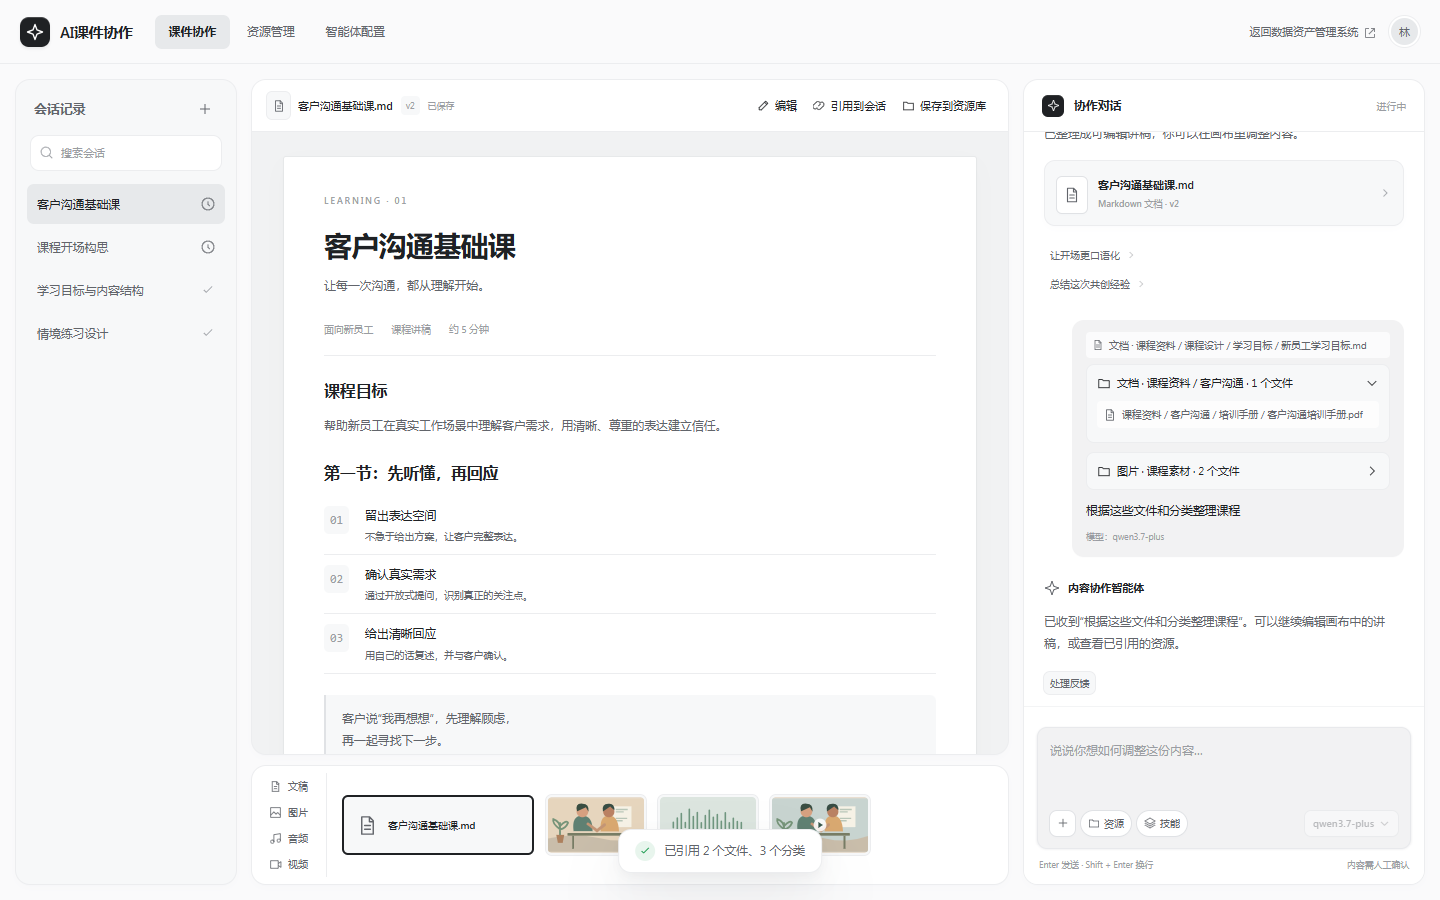 AI课件协作
课件协作
资源管理
智能体配置
返回数据资产管理系统
林
会话记录
搜索会话
客户沟通基础课
课程开场构思
学习目标与内容结构
情境练习设计
客户沟通基础课.md
v2
已保存
编辑
引用到会话
保存到资源库
LEARNING · 01
客户沟通基础课
让每一次沟通，都从理解开始。
面向新员工
课程讲稿
约 5 分钟
课程目标
帮助新员工在真实工作场景中理解客户需求，用清晰、尊重的表达建立信任。
第一节：先听懂，再回应
01
留出表达空间
不急于给出方案，让客户完整表达。
02
确认真实需求
通过开放式提问，识别真正的关注点。
03
给出清晰回应
用自己的话复述，并与客户确认。
客户说“我再想想”，先理解顾虑，
再一起寻找下一步。
文稿
图片
音频
视频
客户沟通基础课.md
已引用 2 个文件、3 个分类
协作对话
进行中
已整理成可编辑讲稿，你可以在画布里调整内容。
客户沟通基础课.md
Markdown 文档 · v2
让开场更口语化
总结这次共创经验
文档 · 课程资料 / 课程设计 / 学习目标 / 新员工学习目标.md
文档 · 课程资料 / 客户沟通 · 1 个文件
课程资料 / 客户沟通 / 培训手册 / 客户沟通培训手册.pdf
图片 · 课程素材 · 2 个文件
根据这些文件和分类整理课程
模型：qwen3.7-plus
内容协作智能体
已收到“根据这些文件和分类整理课程”。可以继续编辑画布中的讲
稿，或查看已引用的资源。
处理反馈
说说你想如何调整这份内容...
资源
技能
qwen3.7-plus
Enter 发送 · Shift + Enter 换行
内容需人工确认